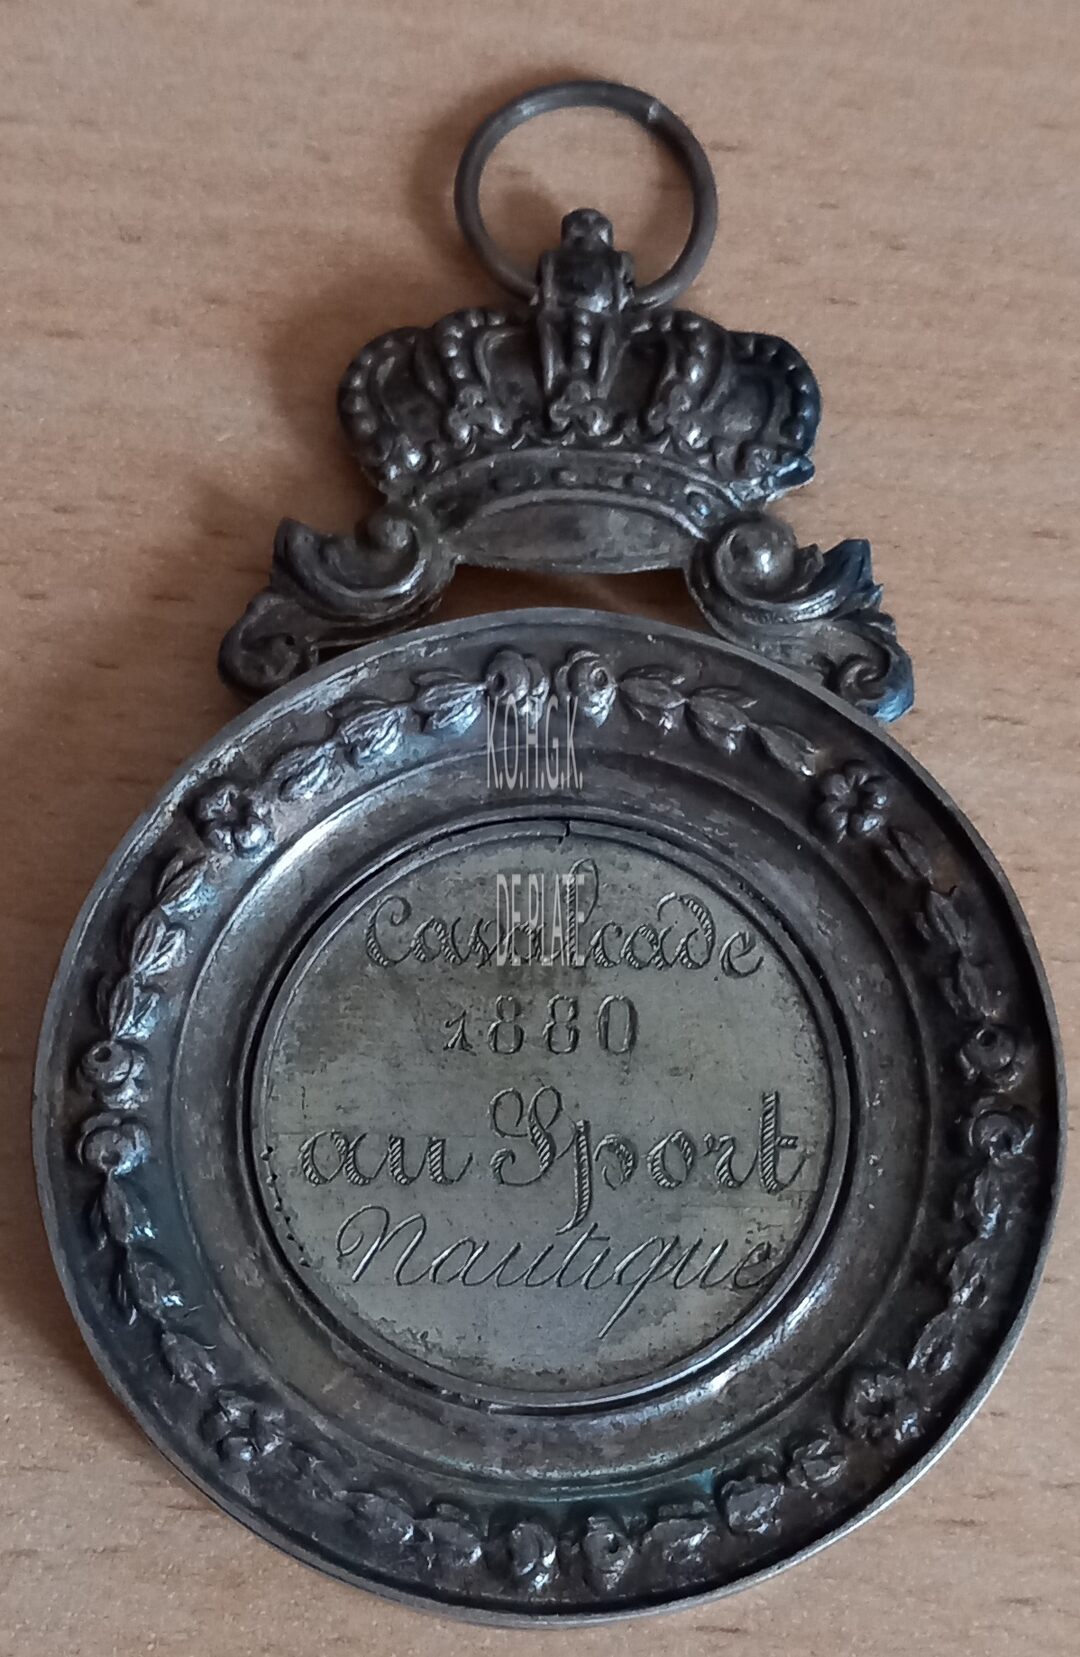 K.O.H.G.K.
DE PLATE
Cavalcade
1880
au Sport
Nautique